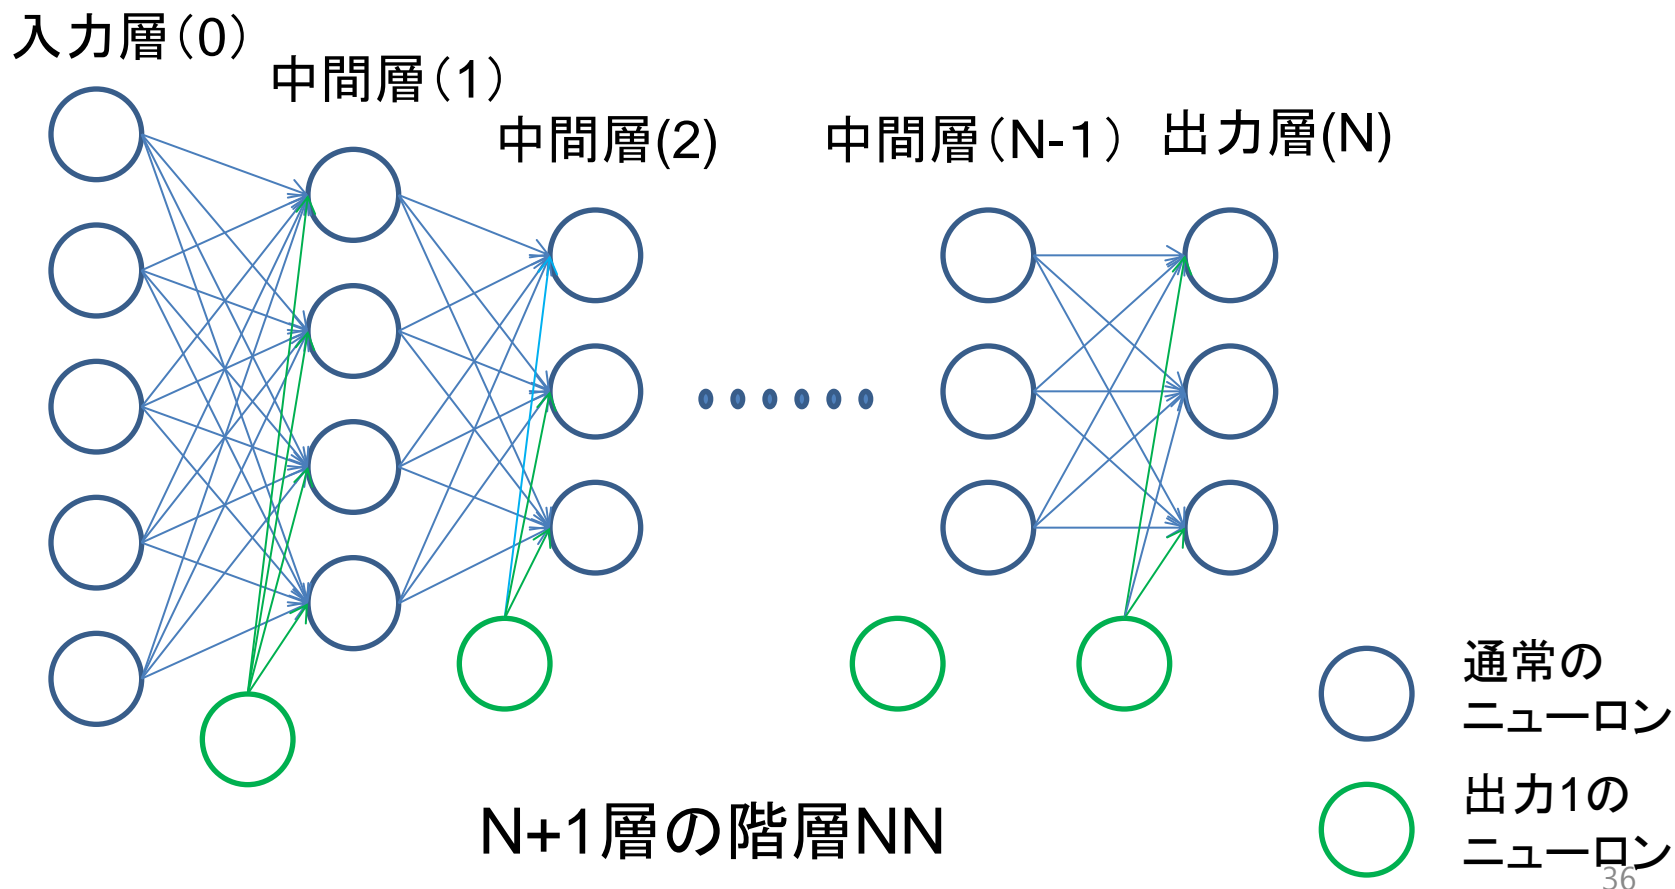 入力層（0）
中間層（1）
中間層(2)
中間層（N-1）
出力層(N)
通常の
ニューロン
出力1の
ニューロン
N+1層の階層NN
36